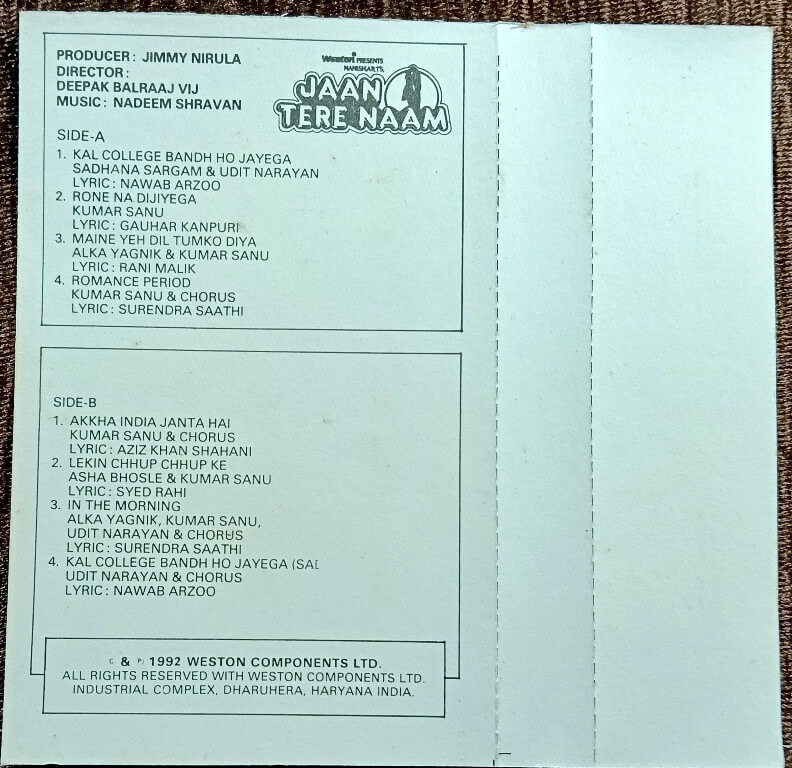 PRODUCER: JIMMY NIRULA
DIRECTOR:
DEEPAK BALRAAJ VIJ
MUSIC: NADEEM SHRAVAN
Weston PRESENTS
JAAN
TERE NAAM
SIDE-A
1. KAL COLLEGE BANDH HO JAYEGA
SADHANA SARGAM & UDIT NARAYAN
LYRIC: NAWAB ARZOO
2. RONE NA DIJIYEGA
KUMAR SANU
LYRIC: GAUHAR KANPURI
3. MAINE YEH DIL TUMKO DIYA
ALKA YAGNIK & KUMAR SANU
LYRIC: RANI MALIK
4. ROMANCE PERIOD
KUMAR SANU & CHORUS
LYRIC: SURENDRA SAATHI
SIDE-B
1. AKKHA INDIA JANTA HAI
KUMAR SANU & CHORUS
LYRIC: AZIZ KHAN SHAHANI
2. LEKIN CHHUP CHHUP KE
ASHA BHOSLE & KUMAR SANU
LYRIC: SYED RAHI
3. IN THE MORNING
ALKA YAGNIK, KUMAR SANU,
UDIT NARAYAN & CHORUS
LYRIC: SURENDRA SAATHI
4. KAL COLLEGE BANDH HO JAYEGA (SAD
UDIT NARAYAN & CHORUS
LYRIC: NAWAB ARZOO
C & P 1992 WESTON COMPONENTS LTD.
ALL RIGHTS RESERVED WITH WESTON COMPONENTS LTD.
INDUSTRIAL COMPLEX, DHARUHERA, HARYANA INDIA.